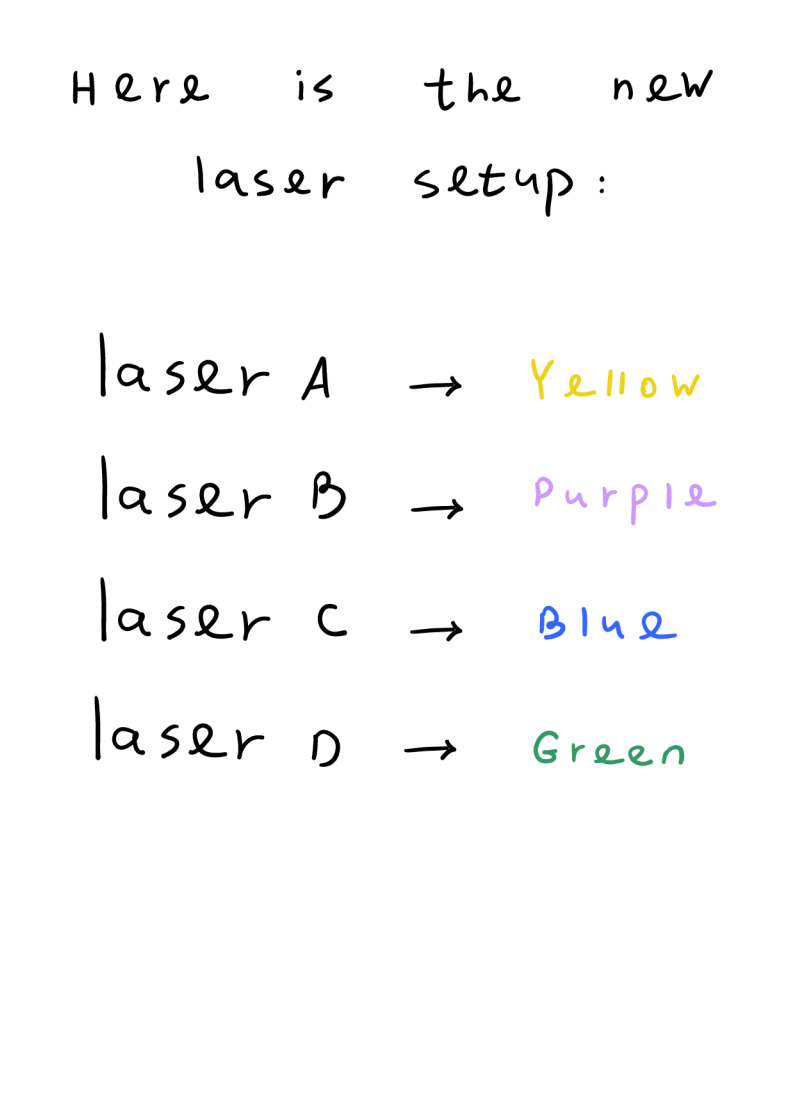 Here is the new
laser setup:
laser A → Yellow
laser B → Purple
laser C → Blue
laser D → Green